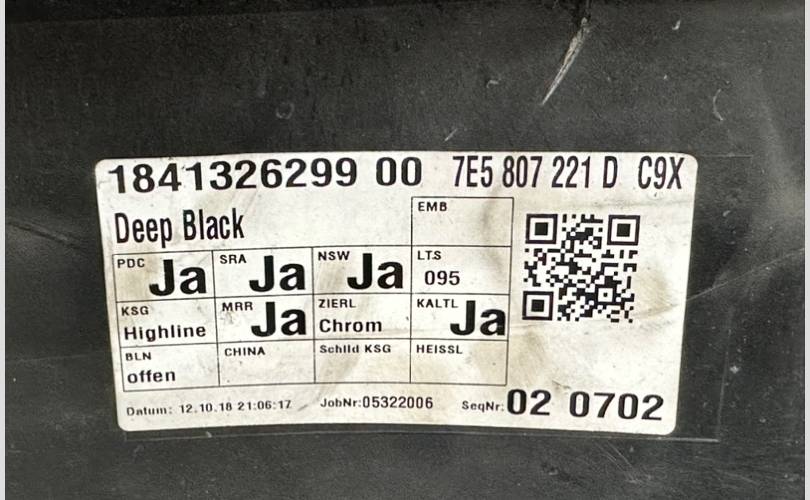 1841326299 00 7E5 807 221 D C9X
Deep Black
EMB
PDC Ja SRA Ja NSW Ja LTS 095
KSG Highline MRR Ja ZIERL Chrom KALTL Ja
BLN offen CHINA Schild KSG HEISSL
Datum: 12.10.18 21:06:17 JobNr:05322006 SeqNr:02 0702